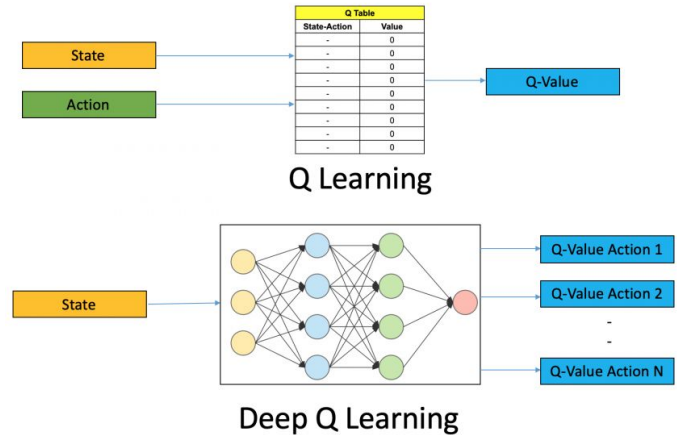 Q Table
State-Action Value
- 0
- 0
- 0
- 0
- 0
- 0
- 0
- 0
- 0
State
Action
Q-Value
Q Learning
State
Q-Value Action 1
Q-Value Action 2
-
-
Q-Value Action N
Deep Q Learning